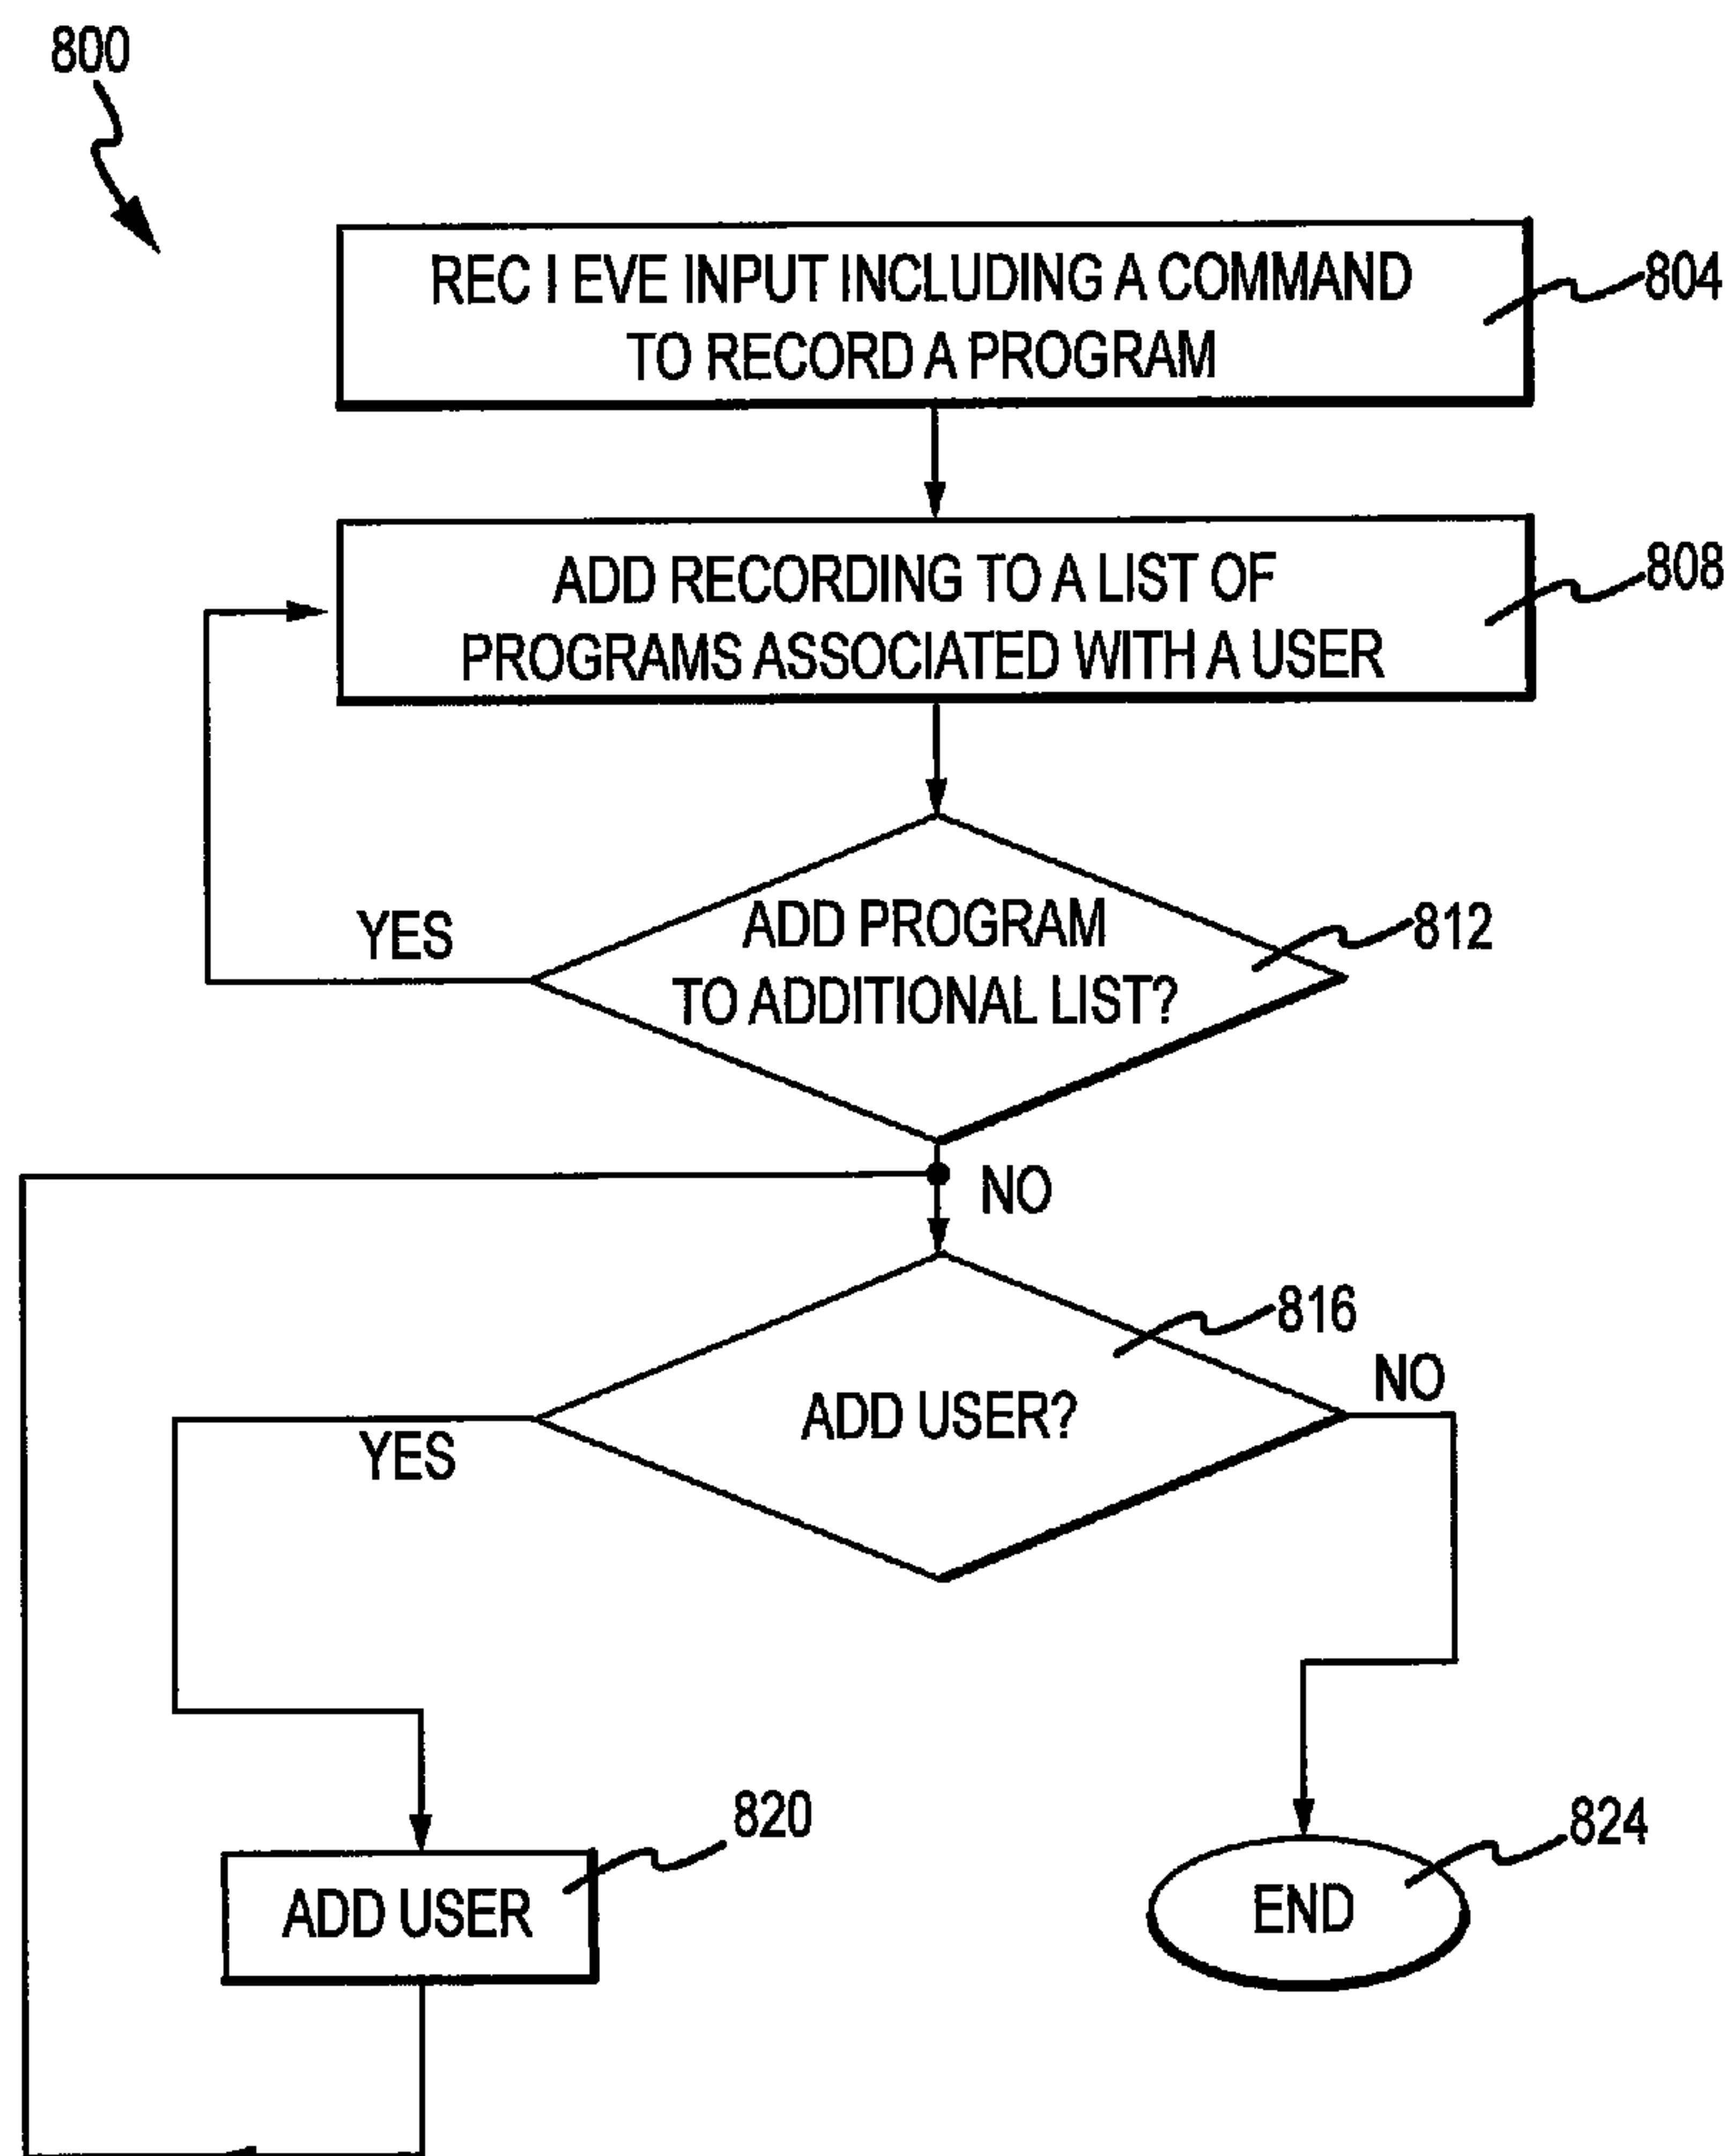 800
REC I EVE INPUT INCLUDING A COMMAND
TO RECORD A PROGRAM
804
ADD RECORDING TO A LIST OF
PROGRAMS ASSOCIATED WITH A USER
808
YES
ADD PROGRAM
TO ADDITIONAL LIST?
812
NO
816
ADD USER?
NO
YES
820
ADD USER
824
END